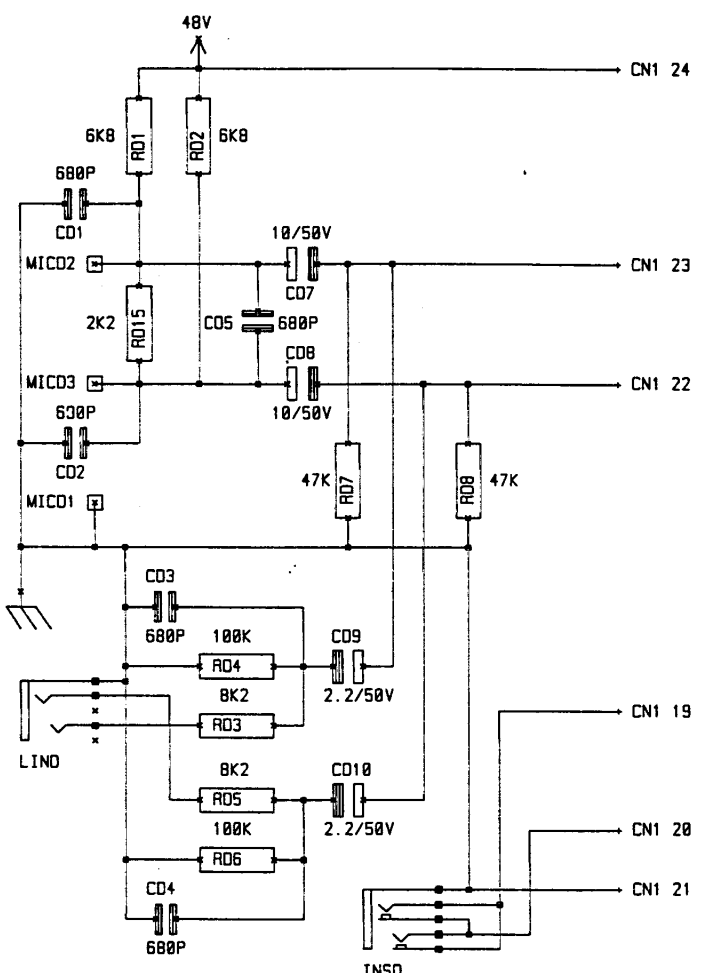 48V
CN1 24
6K8 RD1 RD2 6K8
680P
CD1
10/50V
MICD2 CN1 23
CD7
2K2 RD15 CD5 680P
CD8
MICD3 CN1 22
10/50V
CD2
47K RD7 RD8 47K
MICD1
CD3
680P 100K CD9
RD4
8K2 2.2/50V
RD3 CN1 19
LIND
8K2 CD10
RD5
100K 2.2/50V
CN1 20
RD6
CD4 CN1 21
680P
INSD